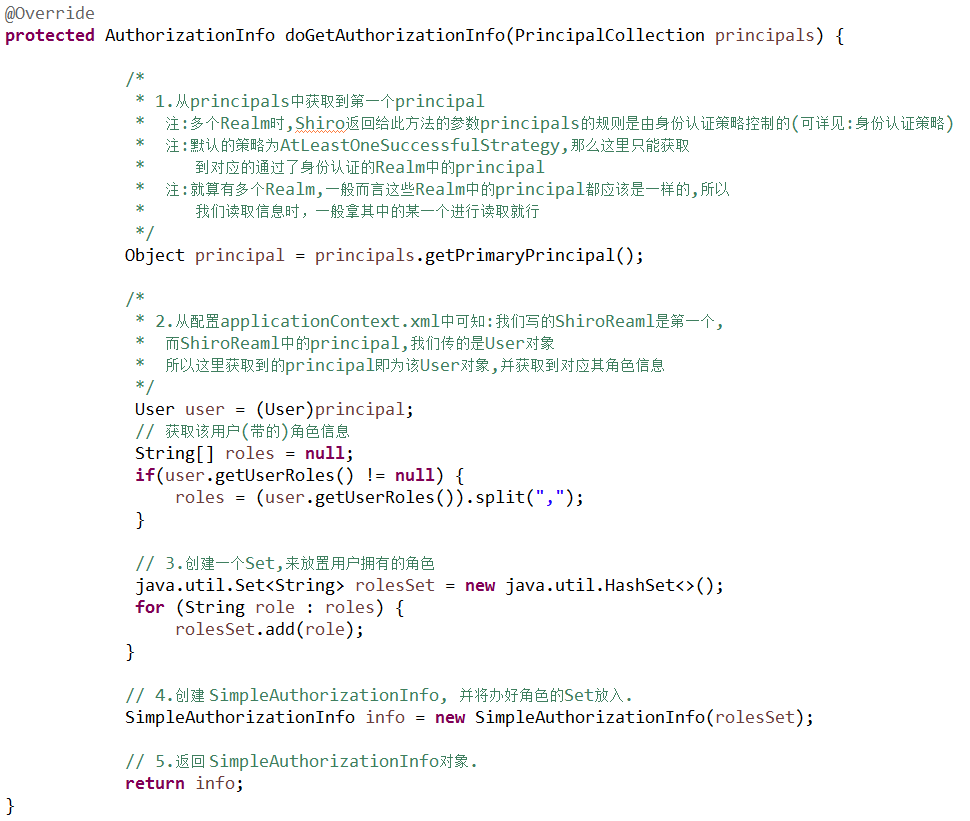 @Override
protected AuthorizationInfo doGetAuthorizationInfo(PrincipalCollection principals) {
/*
* 1.从principals中获取到第一个principal
* 注:多个Realm时,Shiro返回给此方法的参数principals的规则是由身份认证策略控制的(可详见:身份认证策略)
* 注:默认的策略为AtLeastOneSuccessfulStrategy,那么这里只能获取
* 到对应的通过了身份认证的Realm中的principal
* 注:就算有多个Realm,一般而言这些Realm中的principal都应该是一样的,所以
* 我们读取信息时，一般拿其中的某一个进行读取就行
*/
Object principal = principals.getPrimaryPrincipal();
/*
* 2.从配置applicationContext.xml中可知:我们写的ShiroReaml是第一个,
* 而ShiroReaml中的principal,我们传的是User对象
* 所以这里获取到的principal即为该User对象,并获取到对应其角色信息
*/
User user = (User)principal;
// 获取该用户(带的)角色信息
String[] roles = null;
if(user.getUserRoles() != null) {
roles = (user.getUserRoles()).split(",");
}
// 3.创建一个Set,来放置用户拥有的角色
java.util.Set<String> rolesSet = new java.util.HashSet<>();
for (String role : roles) {
rolesSet.add(role);
}
// 4.创建 SimpleAuthorizationInfo, 并将办好角色的Set放入.
SimpleAuthorizationInfo info = new SimpleAuthorizationInfo(rolesSet);
// 5.返回 SimpleAuthorizationInfo对象.
return info;
}